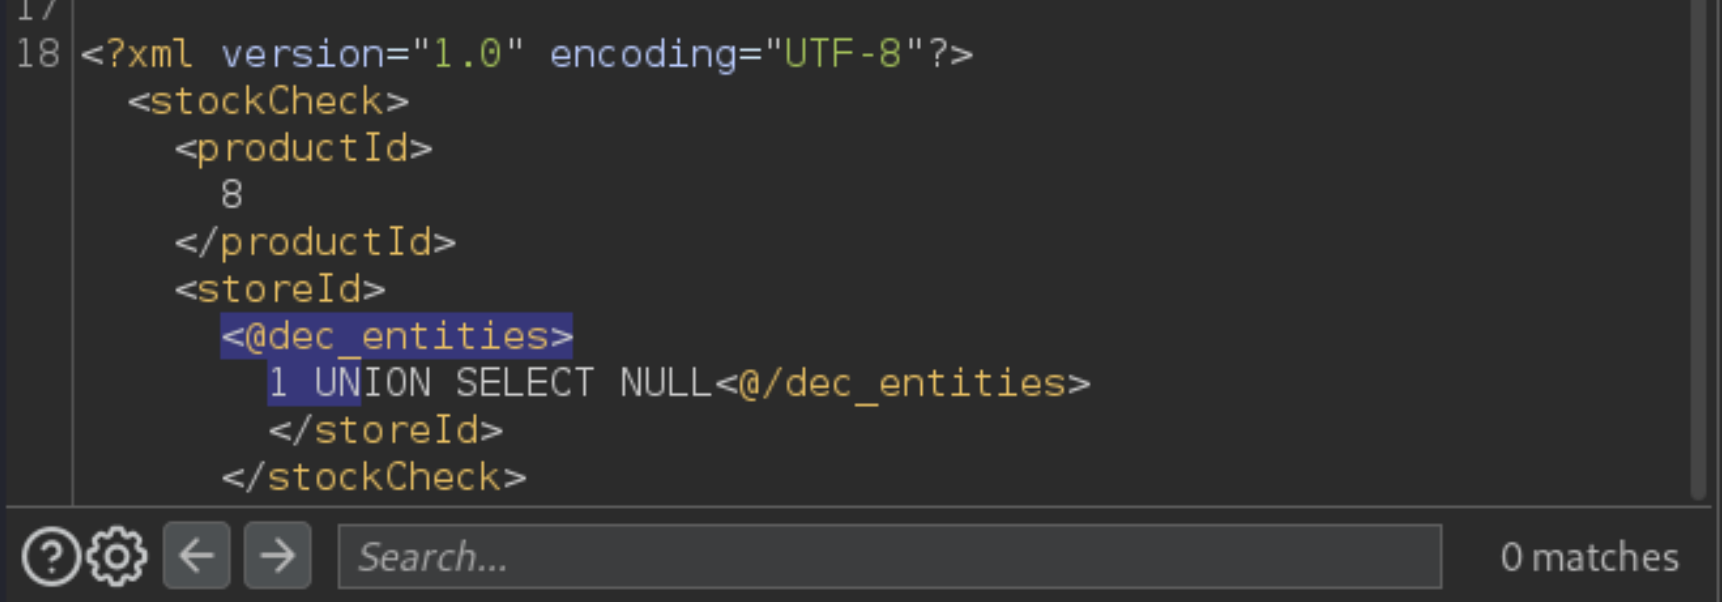 17
18 <?xml version="1.0" encoding="UTF-8"?>
<stockCheck>
<productId>
8
</productId>
<storeId>
<@dec_entities>
1 UNION SELECT NULL<@/dec_entities>
</storeId>
</stockCheck>
Search... 0 matches